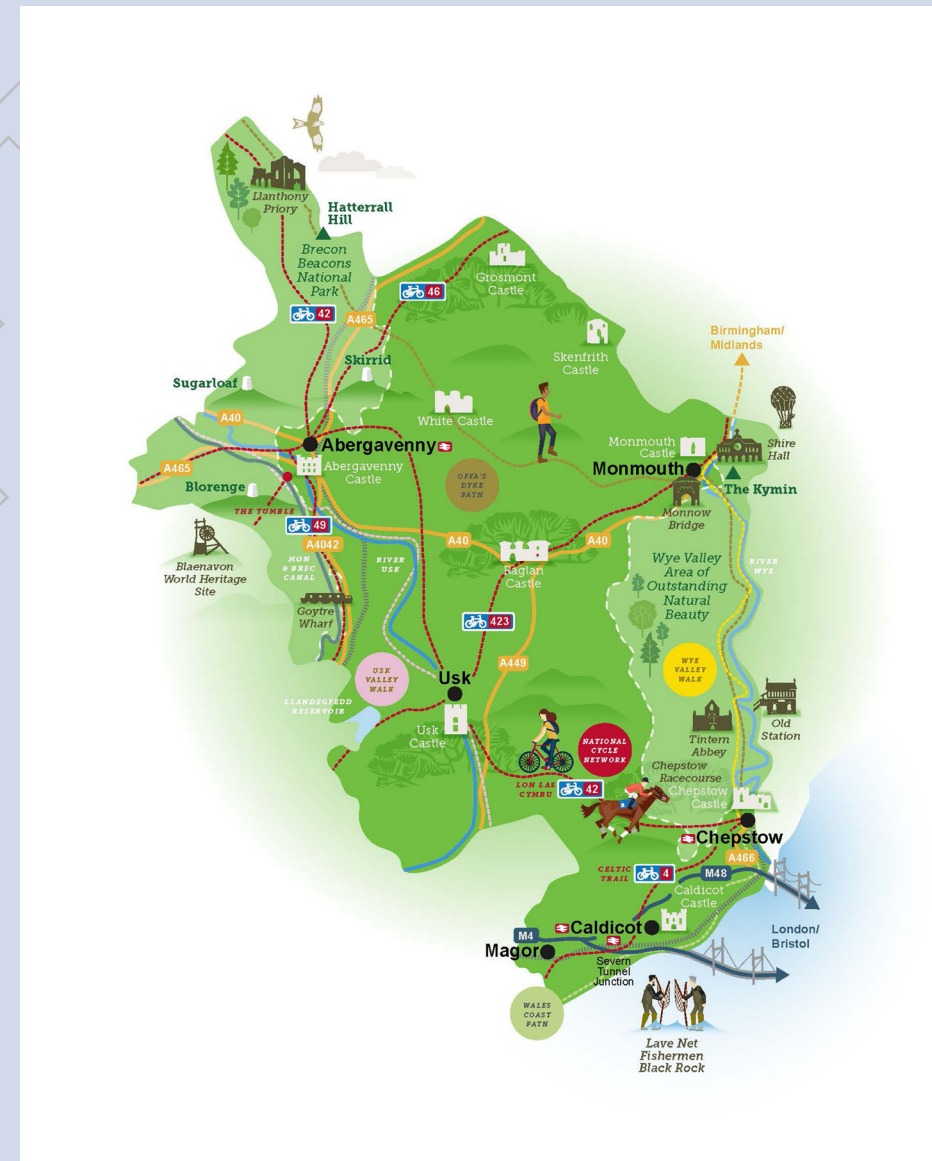 Llanthony
Priory
Hatterrall
Hill
Brecon
Beacons
National
Park
Grosmont
Castle
46
42
A465
Skenfrith
Castle
Birmingham/
Midlands
Skirrid
Sugarloaf
White Castle
A40
Abergavenny
Abergavenny
Castle
Monmouth
Castle
Shire
Hall
Monmouth
The Kymin
A465
Blorenge
OFFA'S
DYKE
PATH
Monnow
Bridge
THE TUMBLE
49
A4042
A40
A40
Raglan
Castle
Blaenavon
World Heritage
Site
MON
& BREC
CANAL
RIVER
USK
Wye Valley
Area of
Outstanding
Natural
Beauty
RIVER
WYE
Goytre
Wharf
423
USK
VALLEY
WALK
Usk
A449
WYE
VALLEY
WALK
LLANDEGFEDD
RESERVOIR
Usk
Castle
Old
Station
Tintern
Abbey
NATIONAL
CYCLE
NETWORK
LON LAS
CYMRU
42
Chepstow
Racecourse
Chepstow
Castle
Chepstow
A466
CELTIC
TRAIL
4
M48
Caldicot
Castle
Caldicot
M4
Magor
Severn
Tunnel
Junction
London/
Bristol
WALES
COAST
PATH
Lave Net
Fishermen
Black Rock